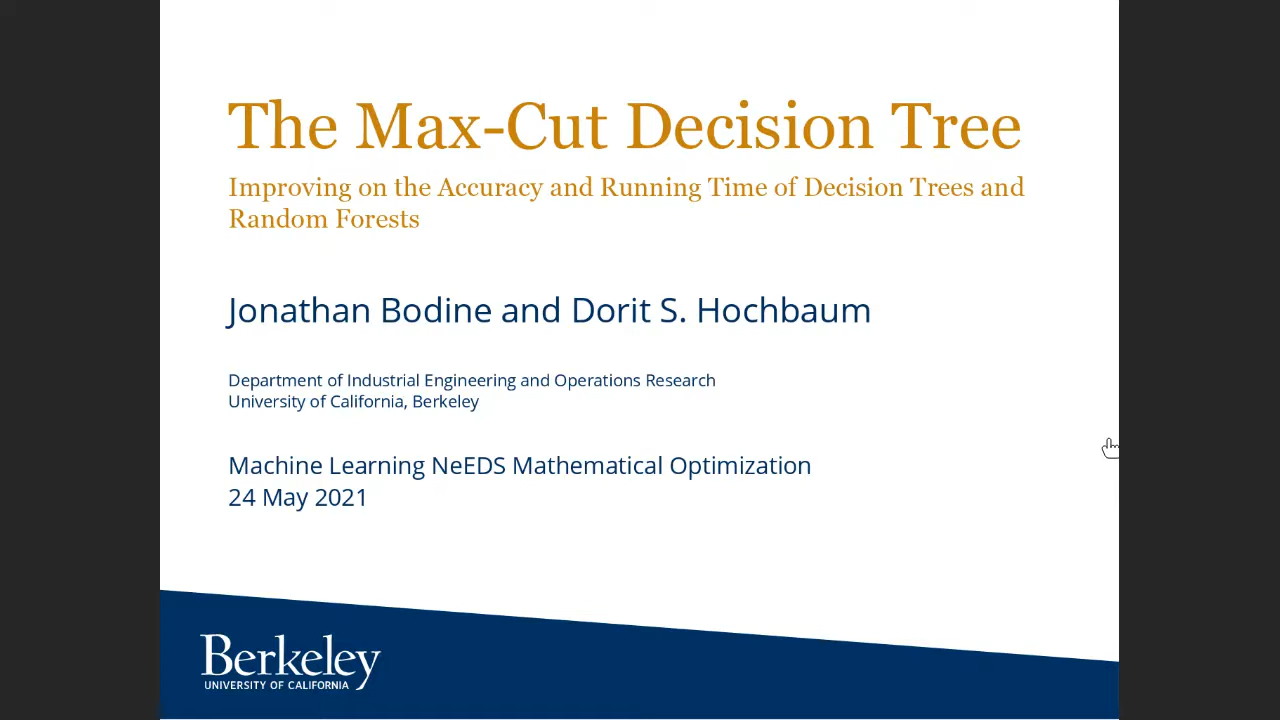 The Max-Cut Decision Tree
Improving on the Accuracy and Running Time of Decision Trees and
Random Forests
Jonathan Bodine and Dorit S. Hochbaum
Department of Industrial Engineering and Operations Research
University of California, Berkeley
Machine Learning NeEDS Mathematical Optimization
24 May 2021
Berkeley
UNIVERSITY OF CALIFORNIA